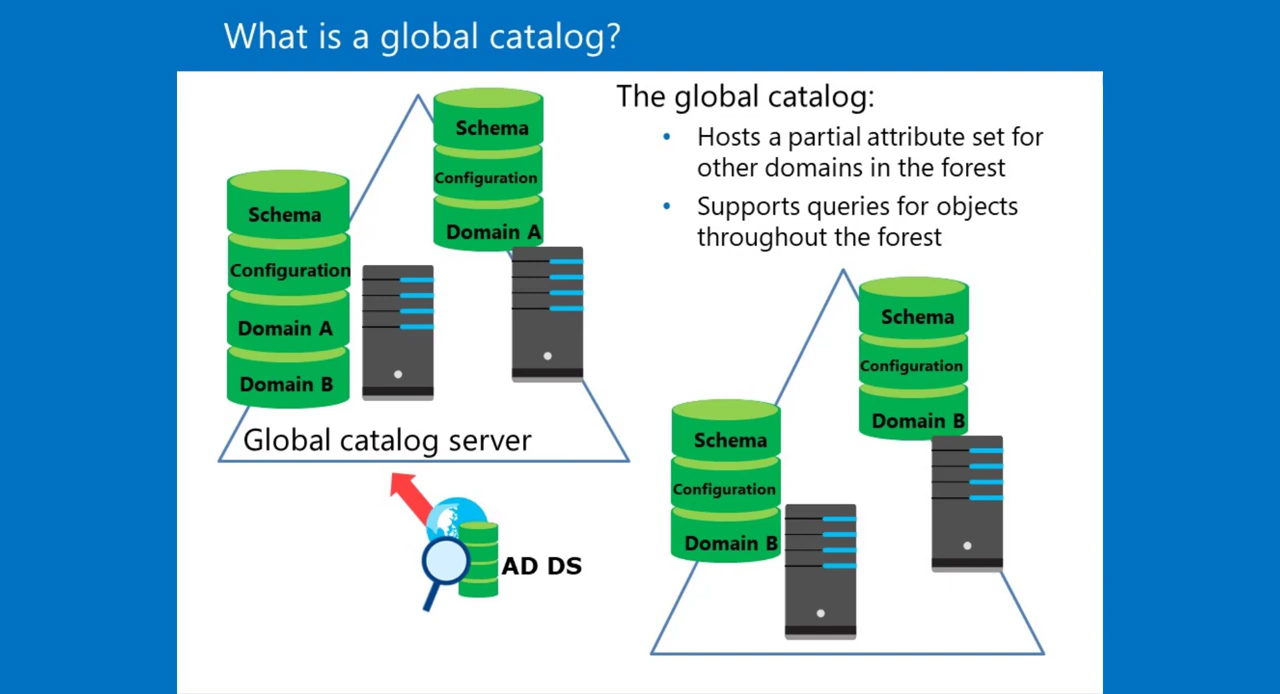 What is a global catalog?
The global catalog:
• Hosts a partial attribute set for
other domains in the forest
• Supports queries for objects
throughout the forest
Schema
Configuration
Domain A
Schema
Configuration
Domain A
Domain B
Global catalog server
AD DS
Schema
Configuration
Domain B
Schema
Configuration
Domain B